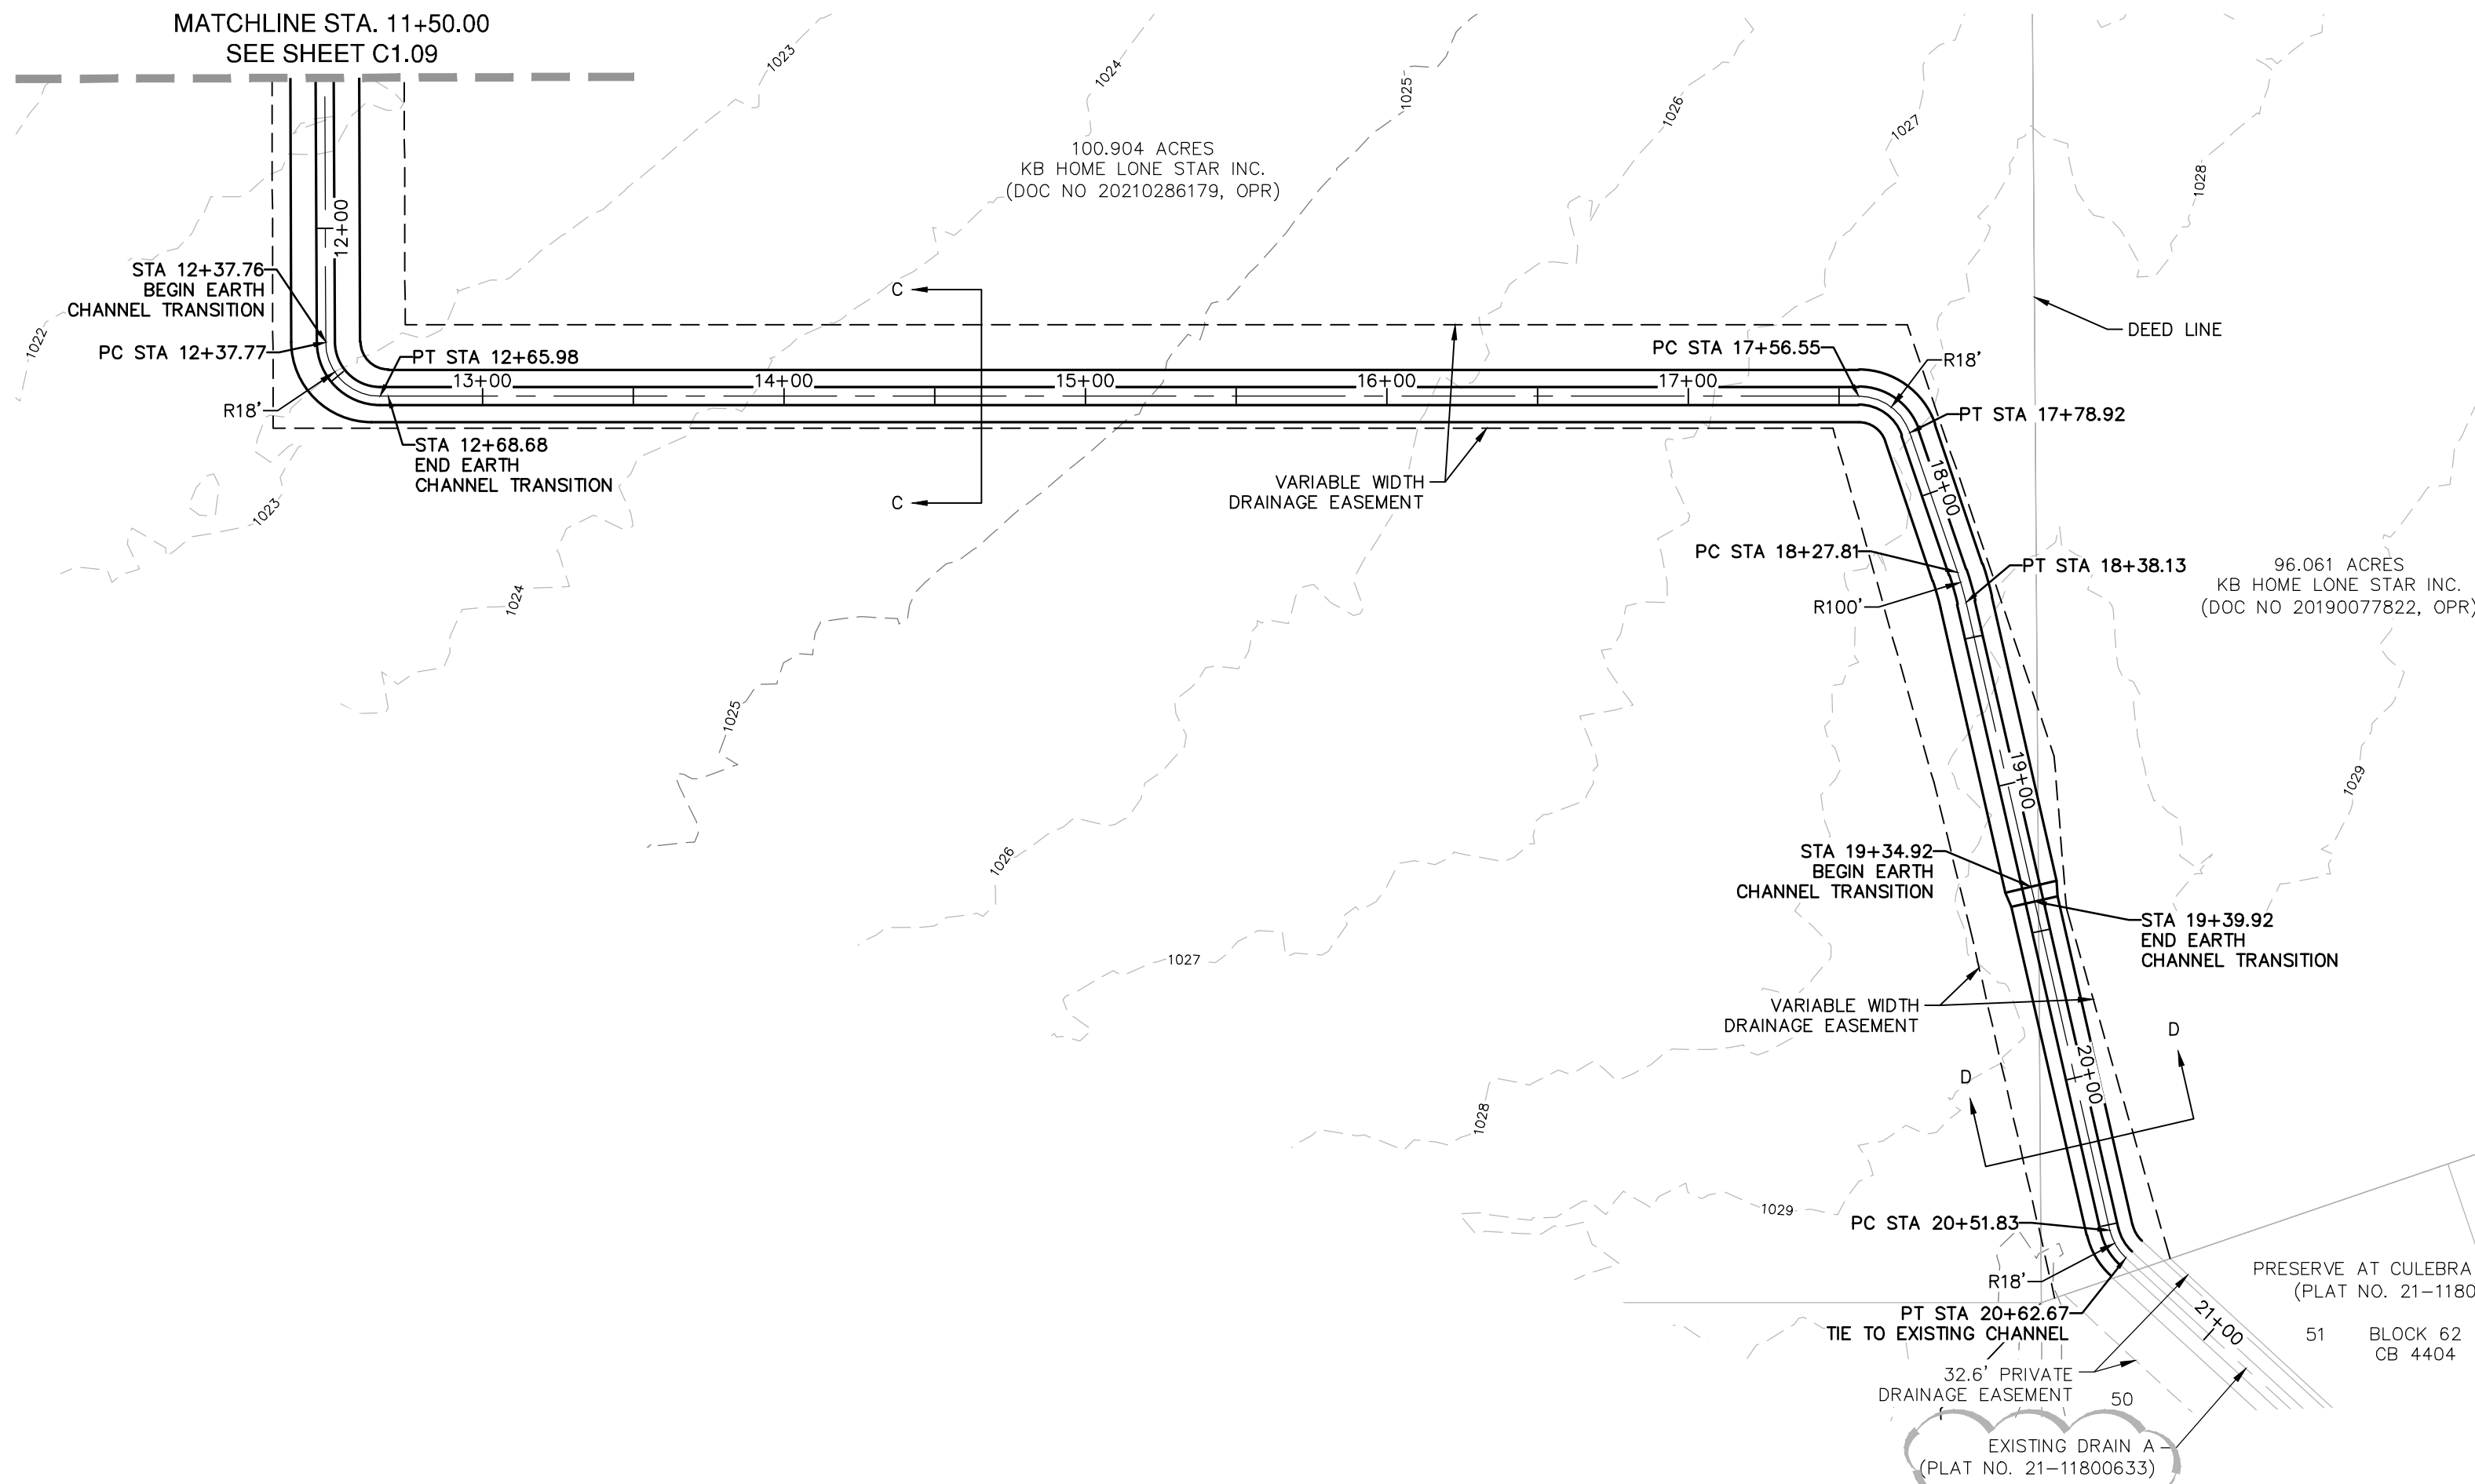 MATCHLINE STA. 11+50.00
SEE SHEET C1.09
1023
1024
1025
1026
1027
1028
100.904 ACRES
KB HOME LONE STAR INC.
(DOC NO 20210286179, OPR)
12+00
STA 12+37.76
BEGIN EARTH
CHANNEL TRANSITION
PC STA 12+37.77
1022
R18'
PT STA 12+65.98
STA 12+68.68
END EARTH
CHANNEL TRANSITION
13+00
14+00
15+00
16+00
17+00
C
C
VARIABLE WIDTH
DRAINAGE EASEMENT
DEED LINE
PC STA 17+56.55
R18'
PT STA 17+78.92
18+00
PC STA 18+27.81
PT STA 18+38.13
R100'
96.061 ACRES
KB HOME LONE STAR INC.
(DOC NO 20190077822, OPR)
1023
1024
1025
1026
1027
1028
1029
1029
19+00
STA 19+34.92
BEGIN EARTH
CHANNEL TRANSITION
STA 19+39.92
END EARTH
CHANNEL TRANSITION
VARIABLE WIDTH
DRAINAGE EASEMENT
D
D
20+00
PC STA 20+51.83
R18'
PT STA 20+62.67
TIE TO EXISTING CHANNEL
32.6' PRIVATE
DRAINAGE EASEMENT
50
21+00
PRESERVE AT CULEBRA
(PLAT NO. 21-1180
51 BLOCK 62
CB 4404
EXISTING DRAIN A
(PLAT NO. 21-11800633)